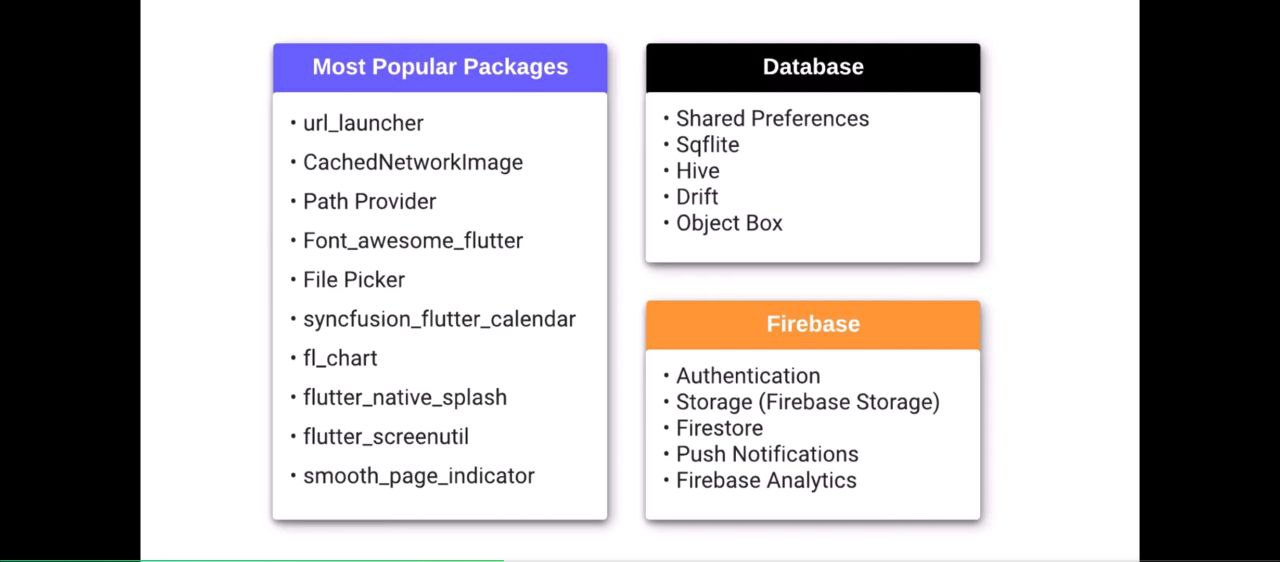 Most Popular Packages
• url_launcher
• CachedNetworkImage
• Path Provider
• Font_awesome_flutter
• File Picker
• syncfusion_flutter_calendar
• fl_chart
• flutter_native_splash
• flutter_screenutil
• smooth_page_indicator
Database
• Shared Preferences
• Sqflite
• Hive
• Drift
• Object Box
Firebase
• Authentication
• Storage (Firebase Storage)
• Firestore
• Push Notifications
• Firebase Analytics